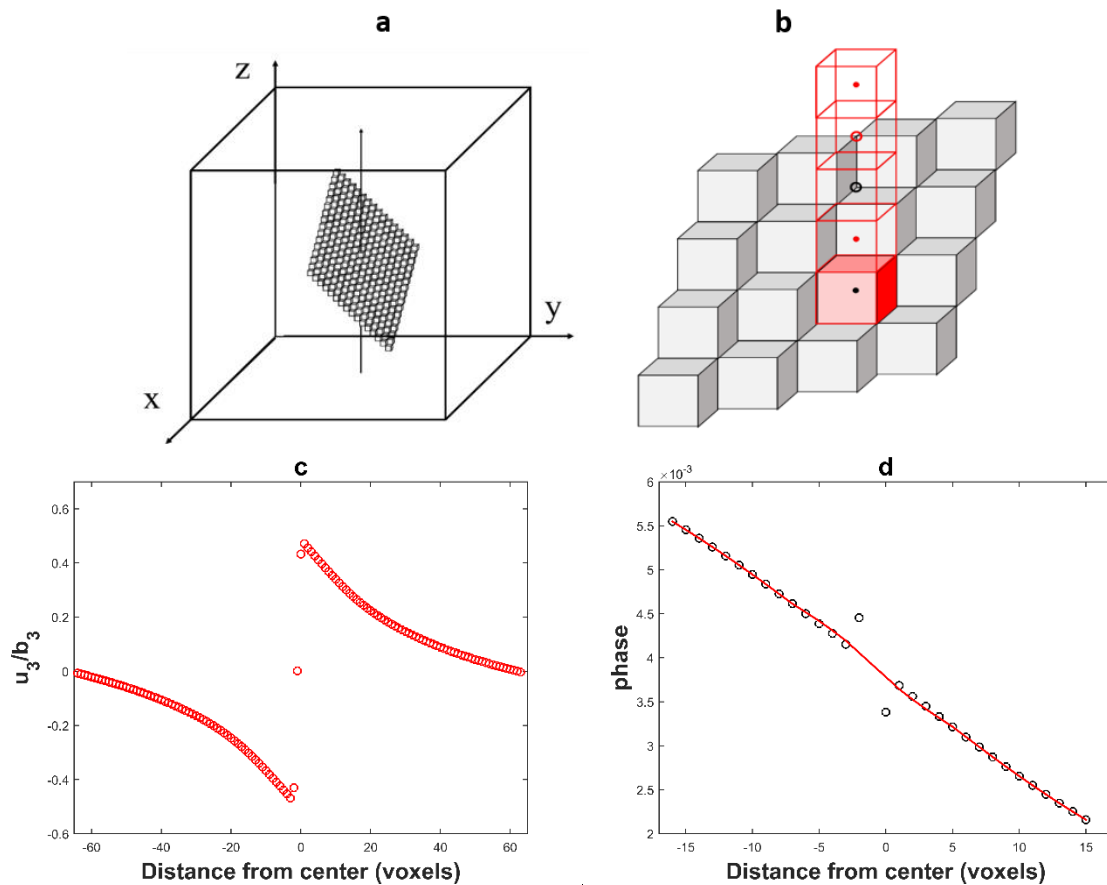 a
b
z
y
x
c
0.6
0.4
0.2
0
-0.2
-0.4
-0.6
u_3/b_3
-60 -40 -20 0 20 40 60
Distance from center (voxels)
d
×10^-3
6
5.5
5
4.5
4
3.5
3
2.5
2
phase
-15 -10 -5 0 5 10 15
Distance from center (voxels)